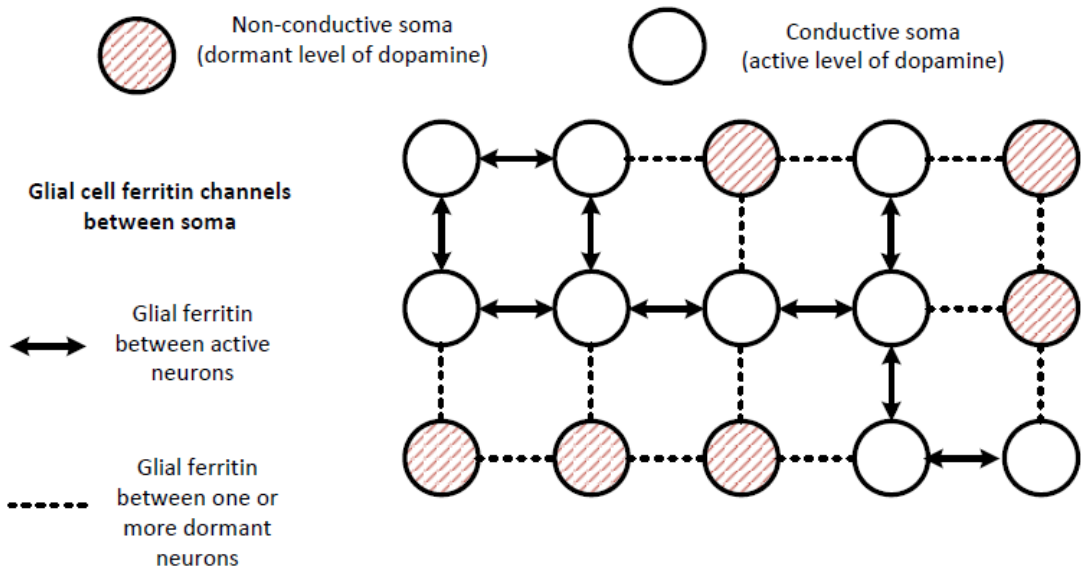 Non-conductive soma
(dormant level of dopamine)
Conductive soma
(active level of dopamine)
Glial cell ferritin channels
between soma
Glial ferritin
between active
neurons
Glial ferritin
between one or
more dormant
neurons